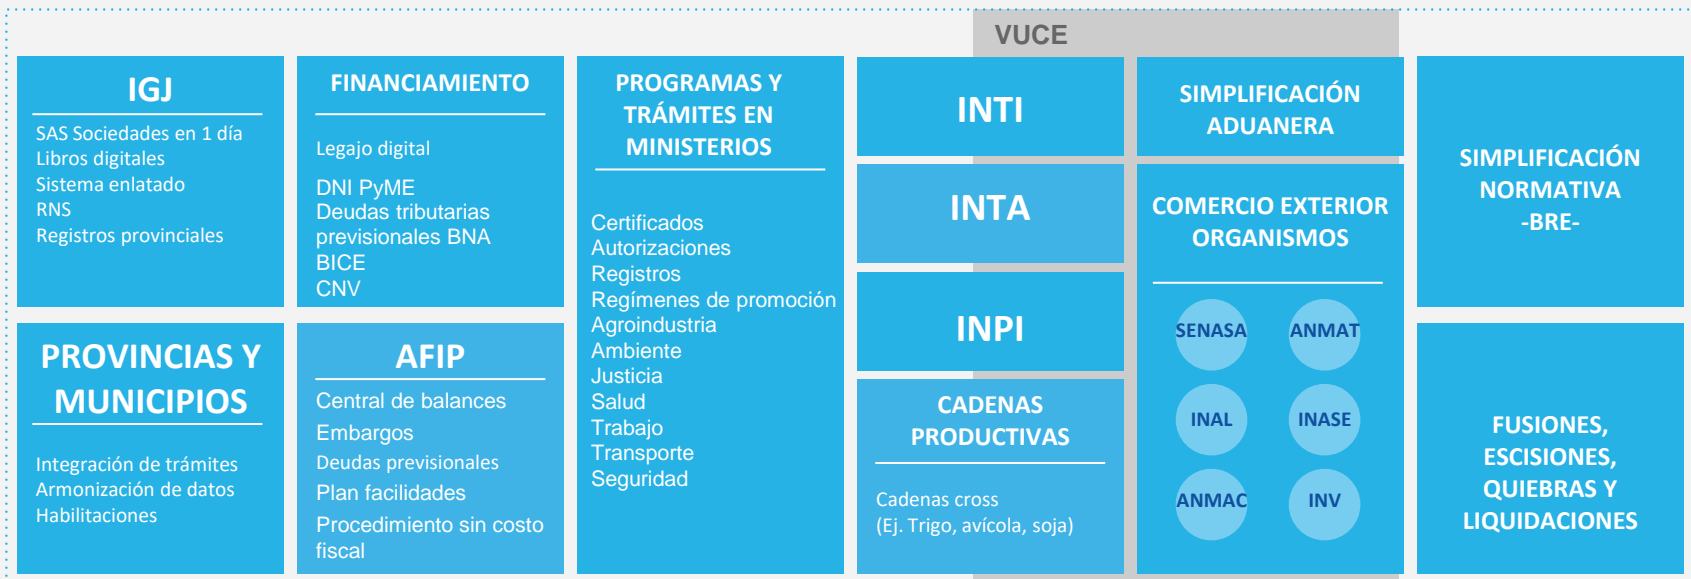 VUCE
IGJ
SAS Sociedades en 1 día
Libros digitales
Sistema enlatado
RNS
Registros provinciales
FINANCIAMIENTO
Legajo digital
DNI PyME
Deudas tributarias
previsionales BNA
BICE
CNV
PROGRAMAS Y
TRÁMITES EN
MINISTERIOS
Certificados
Autorizaciones
Registros
Regímenes de promoción
Agroindustria
Ambiente
Justicia
Salud
Trabajo
Transporte
Seguridad
INTI
INTA
INPI
CADENAS
PRODUCTIVAS
Cadenas cross
(Ej. Trigo, avícola, soja)
SIMPLIFICACIÓN
ADUANERA
COMERCIO EXTERIOR
ORGANISMOS
SENASA
ANMAT
INAL
INASE
ANMAC
INV
SIMPLIFICACIÓN
NORMATIVA
-BRE-
PROVINCIAS Y
MUNICIPIOS
Integración de trámites
Armonización de datos
Habilitaciones
AFIP
Central de balances
Embargos
Deudas previsionales
Plan facilidades
Procedimiento sin costo
fiscal
FUSIONES,
ESCISIONES,
QUIEBRAS Y
LIQUIDACIONES